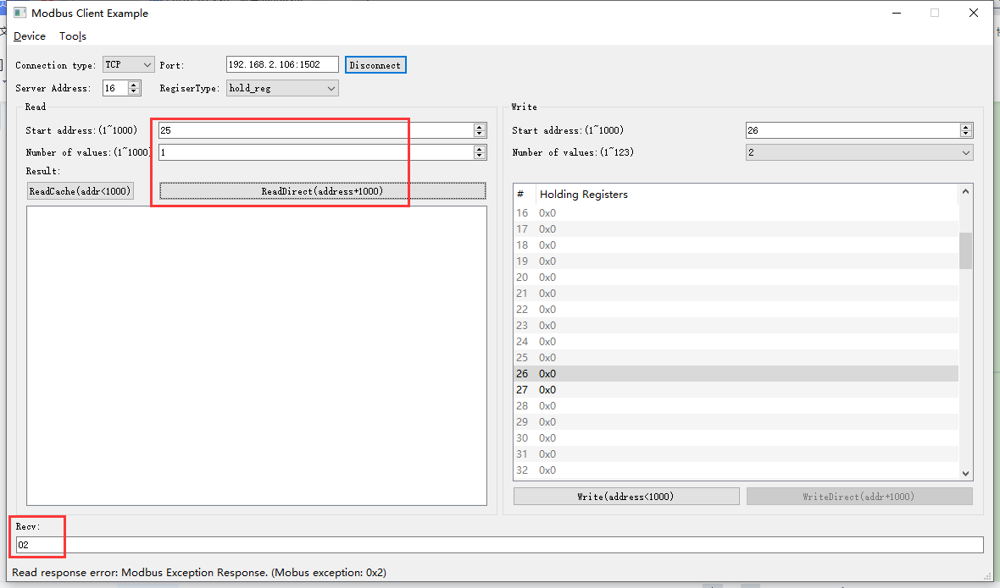 Modbus Client Example
Device Tools
Connection type: TCP Port: 192.168.2.106:1502 Disconnect
Server Address: 16 RegiserType: hold_reg
Read
Start address:(1~1000) 25
Number of values:(1~1000) 1
Result:
ReadCache(addr<1000) ReadDirect(address+1000)
Write
Start address:(1~1000) 26
Number of values:(1~123) 2
# Holding Registers
16 0x0
17 0x0
18 0x0
19 0x0
20 0x0
21 0x0
22 0x0
23 0x0
24 0x0
25 0x0
26 0x0
27 0x0
28 0x0
29 0x0
30 0x0
31 0x0
32 0x0
Write(address<1000) WriteDirect(addr+1000)
Recv:
02
Read response error: Modbus Exception Response. (Mobus exception: 0x2)